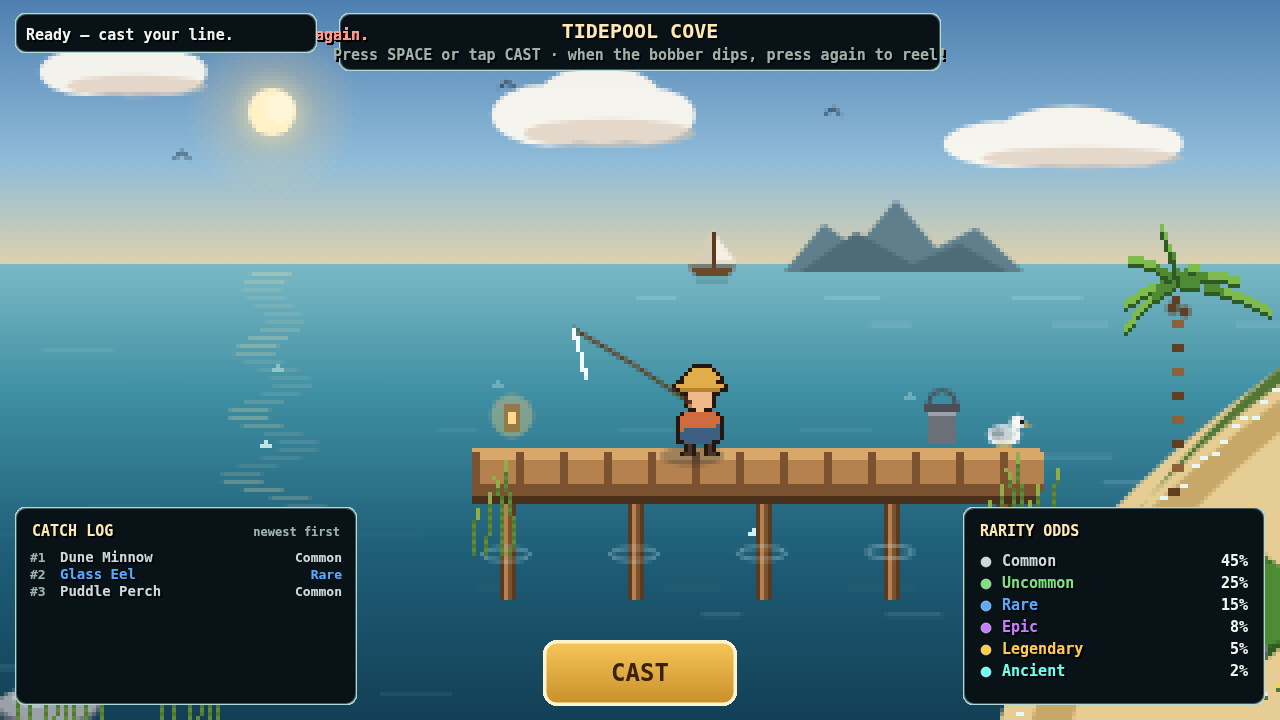 Ready — cast your line.
again.
TIDEPOOL COVE
Press SPACE or tap CAST · when the bobber dips, press again to reel!
CATCH LOG newest first
#1 Dune Minnow Common
#2 Glass Eel Rare
#3 Puddle Perch Common
CAST
RARITY ODDS
Common 45%
Uncommon 25%
Rare 15%
Epic 8%
Legendary 5%
Ancient 2%